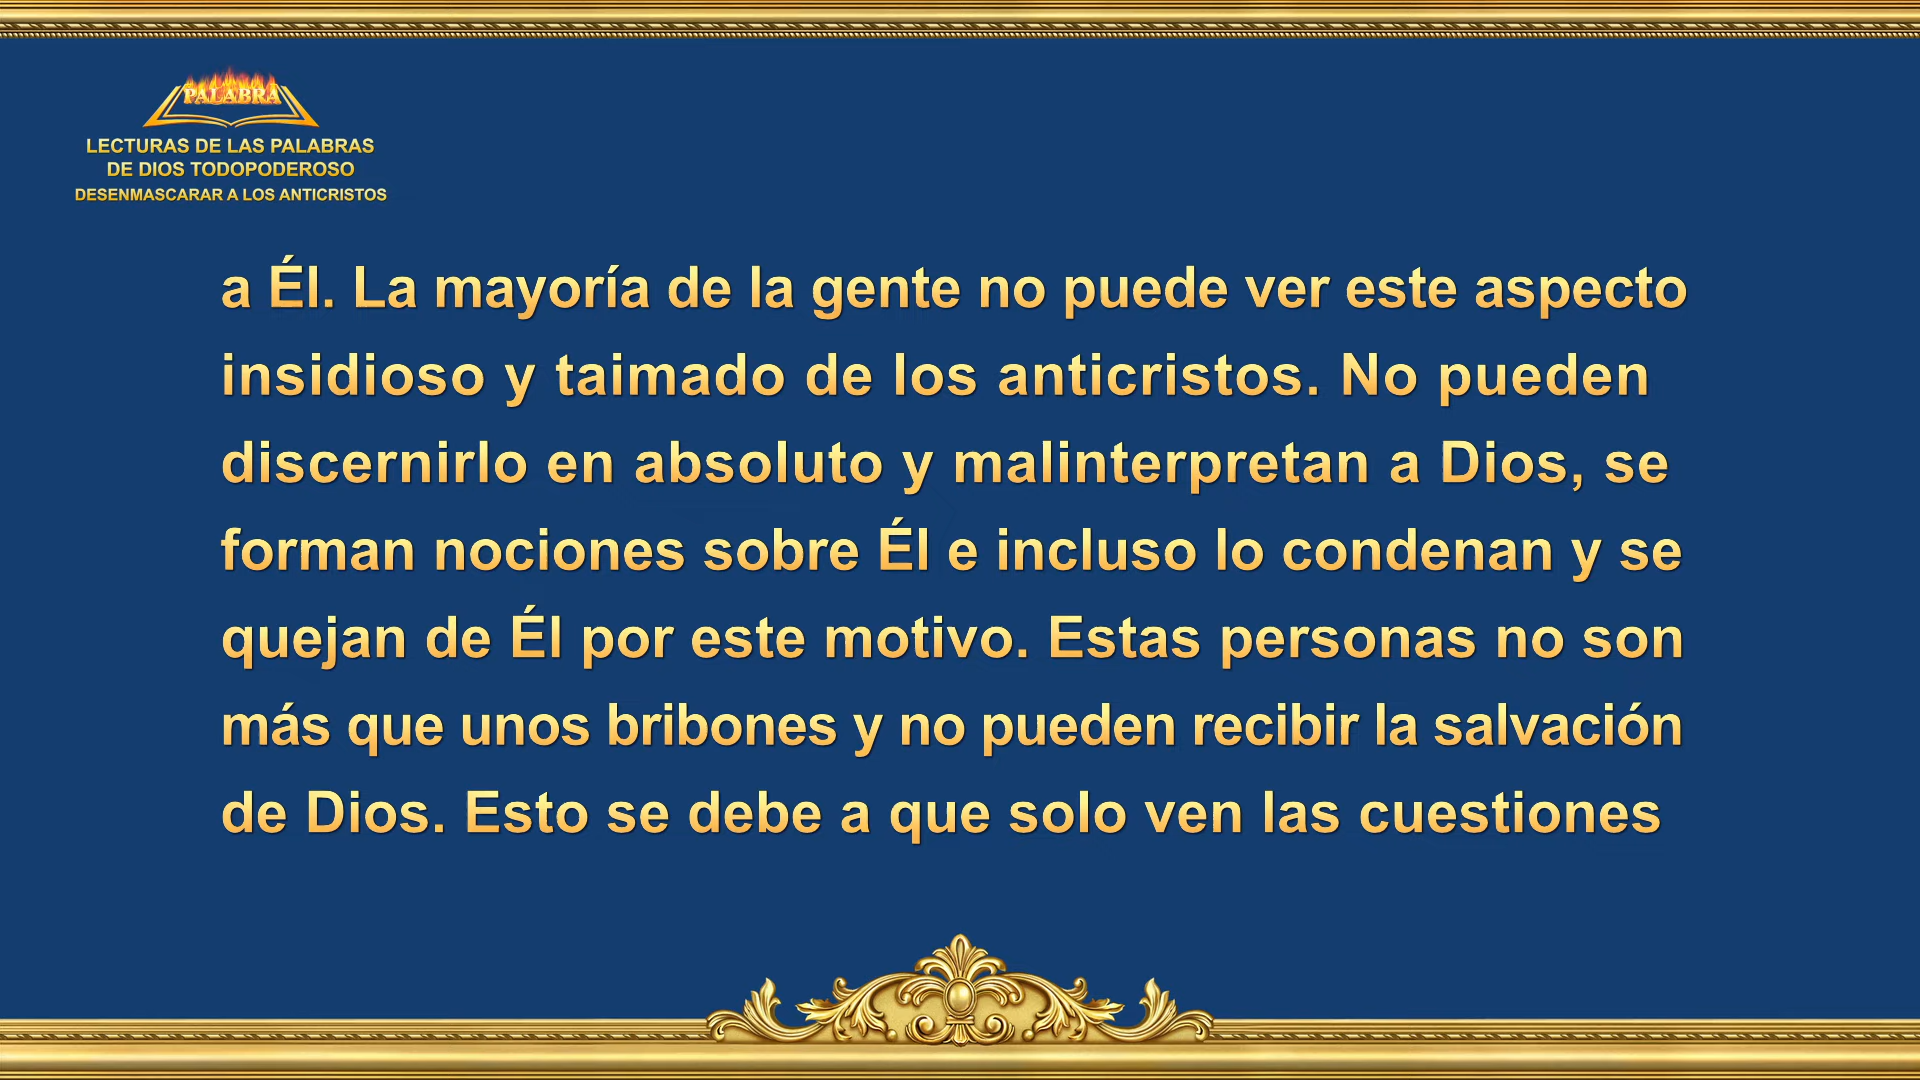 PALABRA
LECTURAS DE LAS PALABRAS
DE DIOS TODOPODEROSO
DESENMASCARAR A LOS ANTICRISTOS
a Él. La mayoría de la gente no puede ver este aspecto
insidioso y taimado de los anticristos. No pueden
discernirlo en absoluto y malinterpretan a Dios, se
forman nociones sobre Él e incluso lo condenan y se
quejan de Él por este motivo. Estas personas no son
más que unos bribones y no pueden recibir la salvación
de Dios. Esto se debe a que solo ven las cuestiones